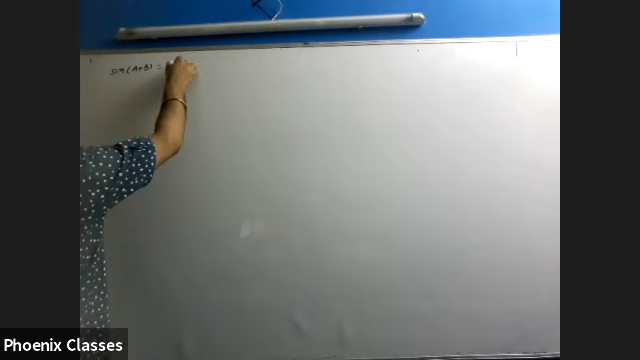 sin(A+B) =
Phoenix Classes